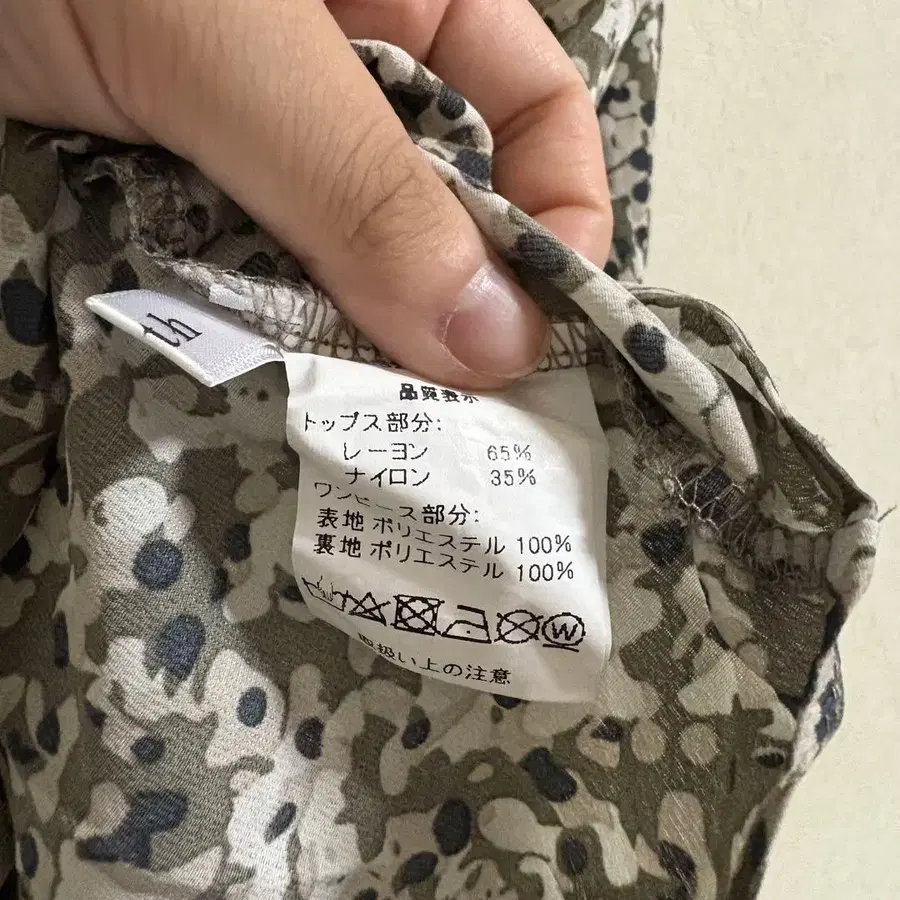 th
品質表示
トップス部分:
レーヨン 65%
ナイロン 35%
ワンピース部分:
表地 ポリエステル 100%
裏地 ポリエステル 100%
W
取扱い上の注意